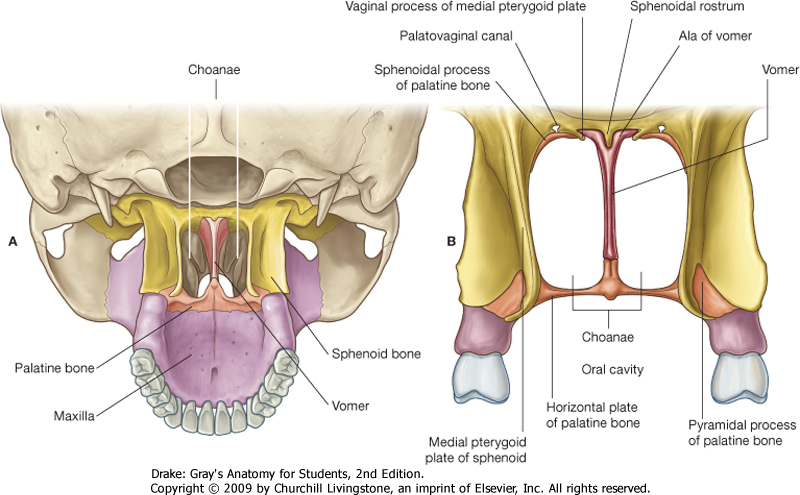 Vaginal process of medial pterygoid plate
Sphenoidal rostrum
Palatovaginal canal
Ala of vomer
Choanae
Sphenoidal process
of palatine bone
Vomer
A
B
Choanae
Sphenoid bone
Palatine bone
Oral cavity
Vomer
Maxilla
Horizontal plate
of palatine bone
Pyramidal process
of palatine bone
Medial pterygoid
plate of sphenoid
Drake: Gray's Anatomy for Students, 2nd Edition.
Copyright © 2009 by Churchill Livingstone, an imprint of Elsevier, Inc. All rights reserved.